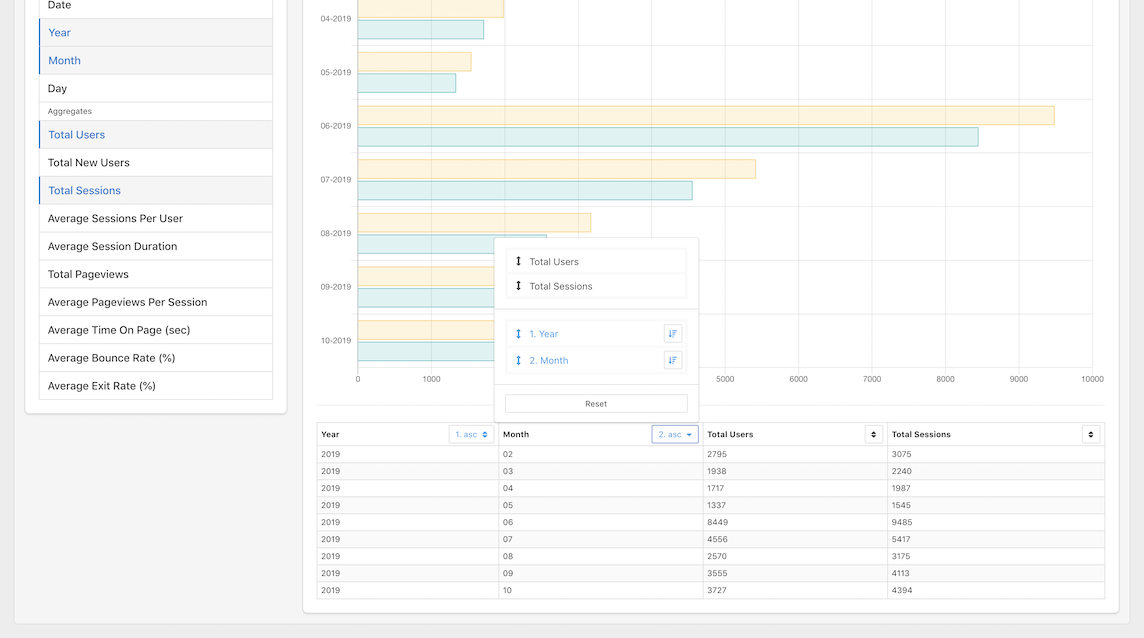 Date
Year
Month
Day
Aggregates
Total Users
Total New Users
Total Sessions
Average Sessions Per User
Average Session Duration
Total Pageviews
Average Pageviews Per Session
Average Time On Page (sec)
Average Bounce Rate (%)
Average Exit Rate (%)
04-2019
05-2019
06-2019
07-2019
08-2019
09-2019
10-2019
0 1000 5000 6000 7000 8000 9000 10000
Total Users
Total Sessions
1. Year
2. Month
Reset
Year 1. asc Month 2. asc Total Users Total Sessions
2019 02 2795 3075
2019 03 1938 2240
2019 04 1717 1987
2019 05 1337 1545
2019 06 8449 9485
2019 07 4556 5417
2019 08 2570 3175
2019 09 3555 4113
2019 10 3727 4394